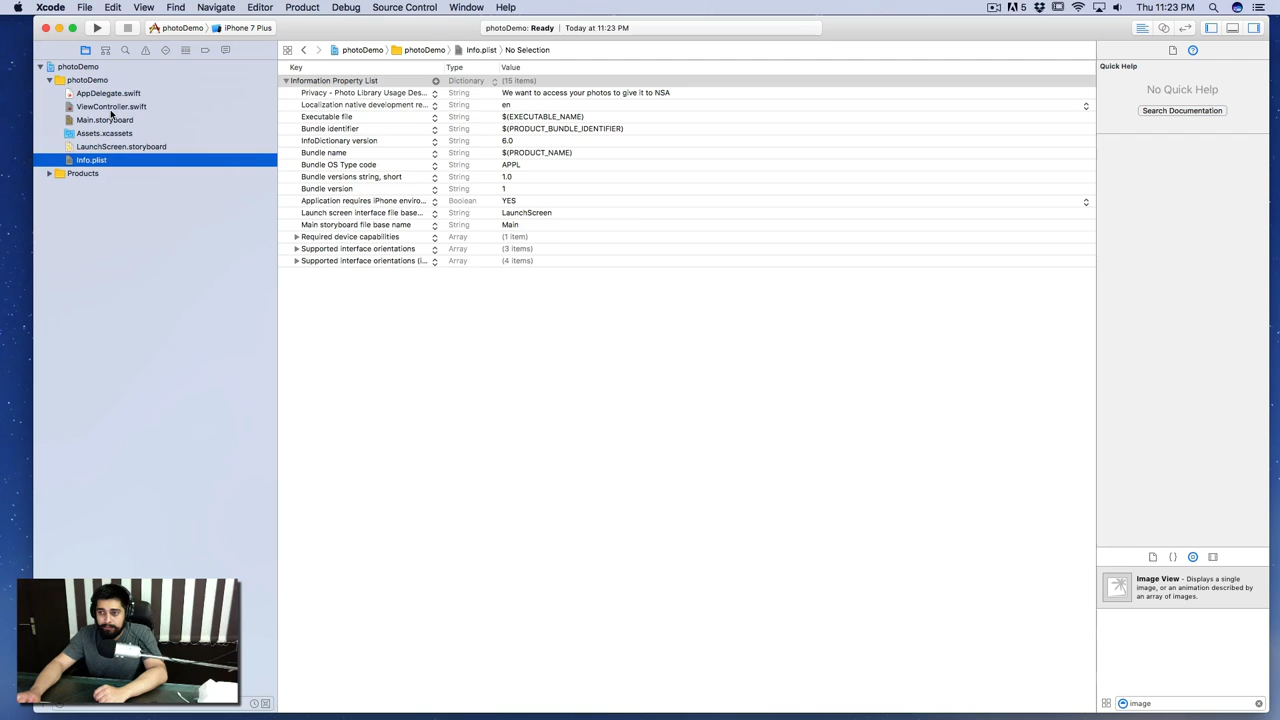 Xcode File Edit View Find Navigate Editor Product Debug Source Control Window Help 5 Thu 11:23 PM
photoDemo iPhone 7 Plus photoDemo: Ready Today at 11:23 PM
photoDemo photoDemo Info.plist No Selection
photoDemo
photoDemo
AppDelegate.swift
ViewController.swift
Main.storyboard
Assets.xcassets
LaunchScreen.storyboard
Info.plist
Products
Key Type Value
Information Property List Dictionary (15 items)
Privacy - Photo Library Usage Des... String We want to access your photos to give it to NSA
Localization native development re... String en
Executable file String $(EXECUTABLE_NAME)
Bundle identifier String $(PRODUCT_BUNDLE_IDENTIFIER)
InfoDictionary version String 6.0
Bundle name String $(PRODUCT_NAME)
Bundle OS Type code String APPL
Bundle versions string, short String 1.0
Bundle version String 1
Application requires iPhone enviro... Boolean YES
Launch screen interface file base... String LaunchScreen
Main storyboard file base name String Main
Required device capabilities Array (1 item)
Supported interface orientations Array (3 items)
Supported interface orientations (i... Array (4 items)
Quick Help
No Quick Help
Search Documentation
Image View - Displays a single
image, or an animation described
by an array of images.
image